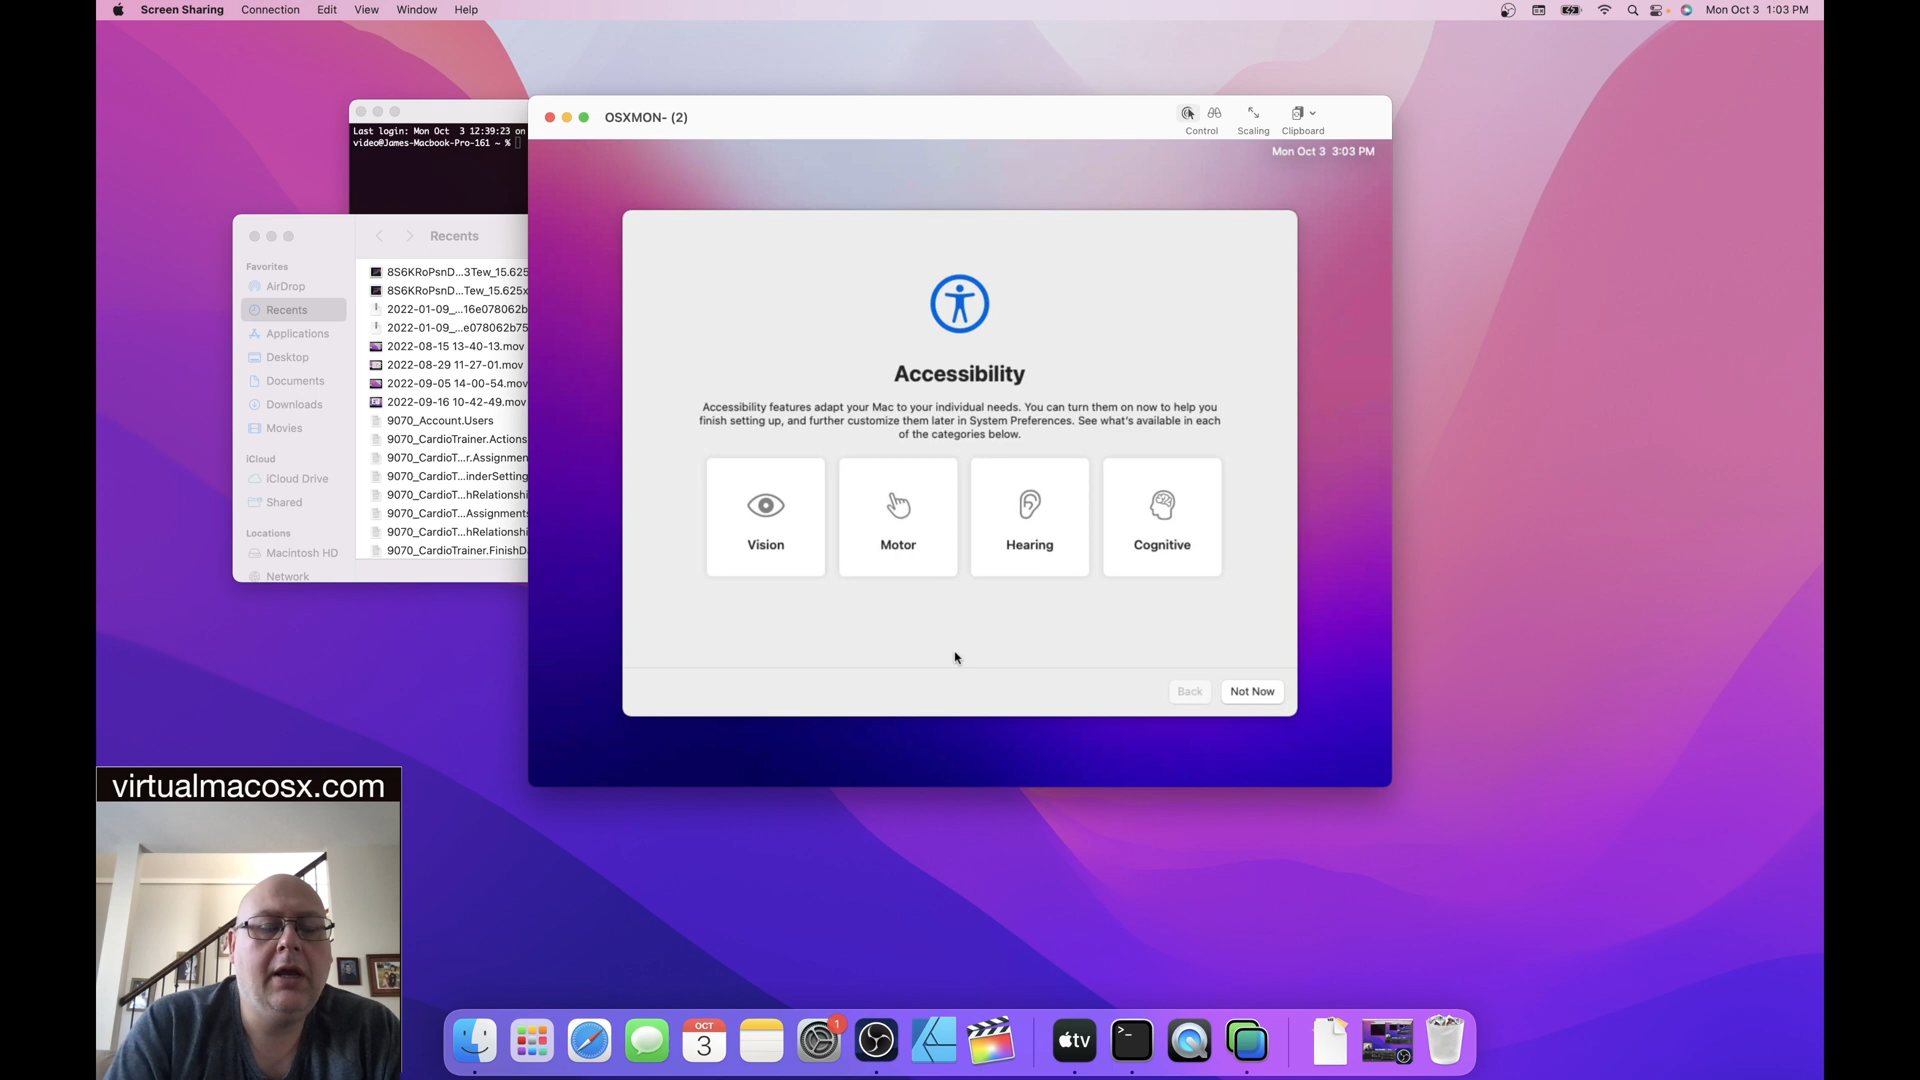 Screen Sharing Connection Edit View Window Help
Mon Oct 3 1:03 PM
Last login: Mon Oct 3 12:39:23 on
video@James-Macbook-Pro-161 ~ %
OSXMON- (2)
Control
Scaling
Clipboard
Mon Oct 3 3:03 PM
Recents
Favorites
AirDrop
Recents
Applications
Desktop
Documents
Downloads
Movies
iCloud
iCloud Drive
Shared
Locations
Macintosh HD
Network
8S6KRoPsnD...3Tew_15.625
8S6KRoPsnD...Tew_15.625x
2022-01-09_...16e078062b
2022-01-09_...e078062b75
2022-08-15 13-40-13.mov
2022-08-29 11-27-01.mov
2022-09-05 14-00-54.mov
2022-09-16 10-42-49.mov
9070_Account.Users
9070_CardioTrainer.Actions
9070_CardioT...r.Assignmen
9070_CardioT...inderSetting
9070_CardioT...hRelationshi
9070_CardioT...Assignments
9070_CardioT...hRelationshi
9070_CardioTrainer.FinishD
Accessibility
Accessibility features adapt your Mac to your individual needs. You can turn them on now to help you
finish setting up, and further customize them later in System Preferences. See what's available in each
of the categories below.
Vision
Motor
Hearing
Cognitive
Back
Not Now
virtualmacosx.com
OCT
3
1
tv
>_